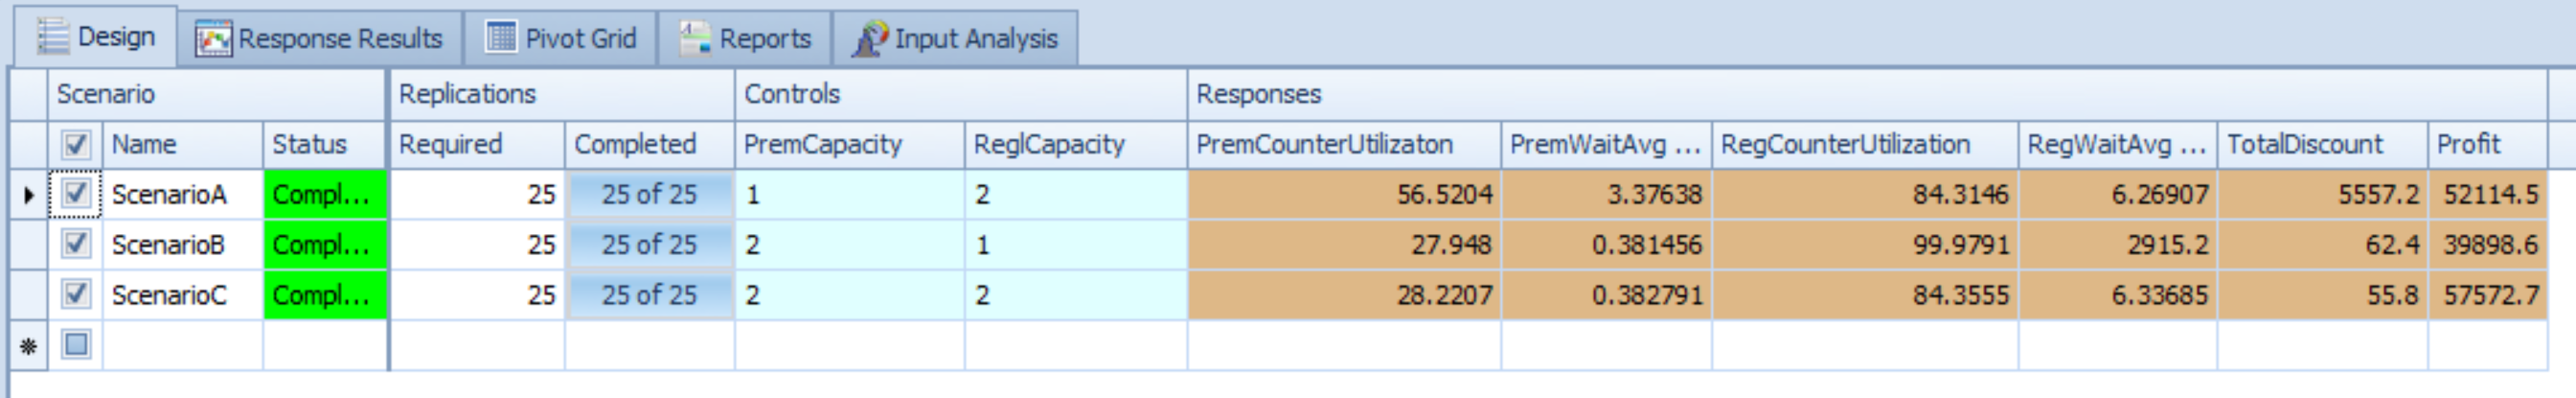 Design Response Results Pivot Grid Reports Input Analysis
Scenario Replications Controls Responses
Name Status Required Completed PremCapacity ReglCapacity PremCounterUtilizaton PremWaitAvg ... RegCounterUtilization RegWaitAvg ... TotalDiscount Profit
ScenarioA Compl... 25 25 of 25 1 2 56.5204 3.37638 84.3146 6.26907 5557.2 52114.5
ScenarioB Compl... 25 25 of 25 2 1 27.948 0.381456 99.9791 2915.2 62.4 39898.6
ScenarioC Compl... 25 25 of 25 2 2 28.2207 0.382791 84.3555 6.33685 55.8 57572.7